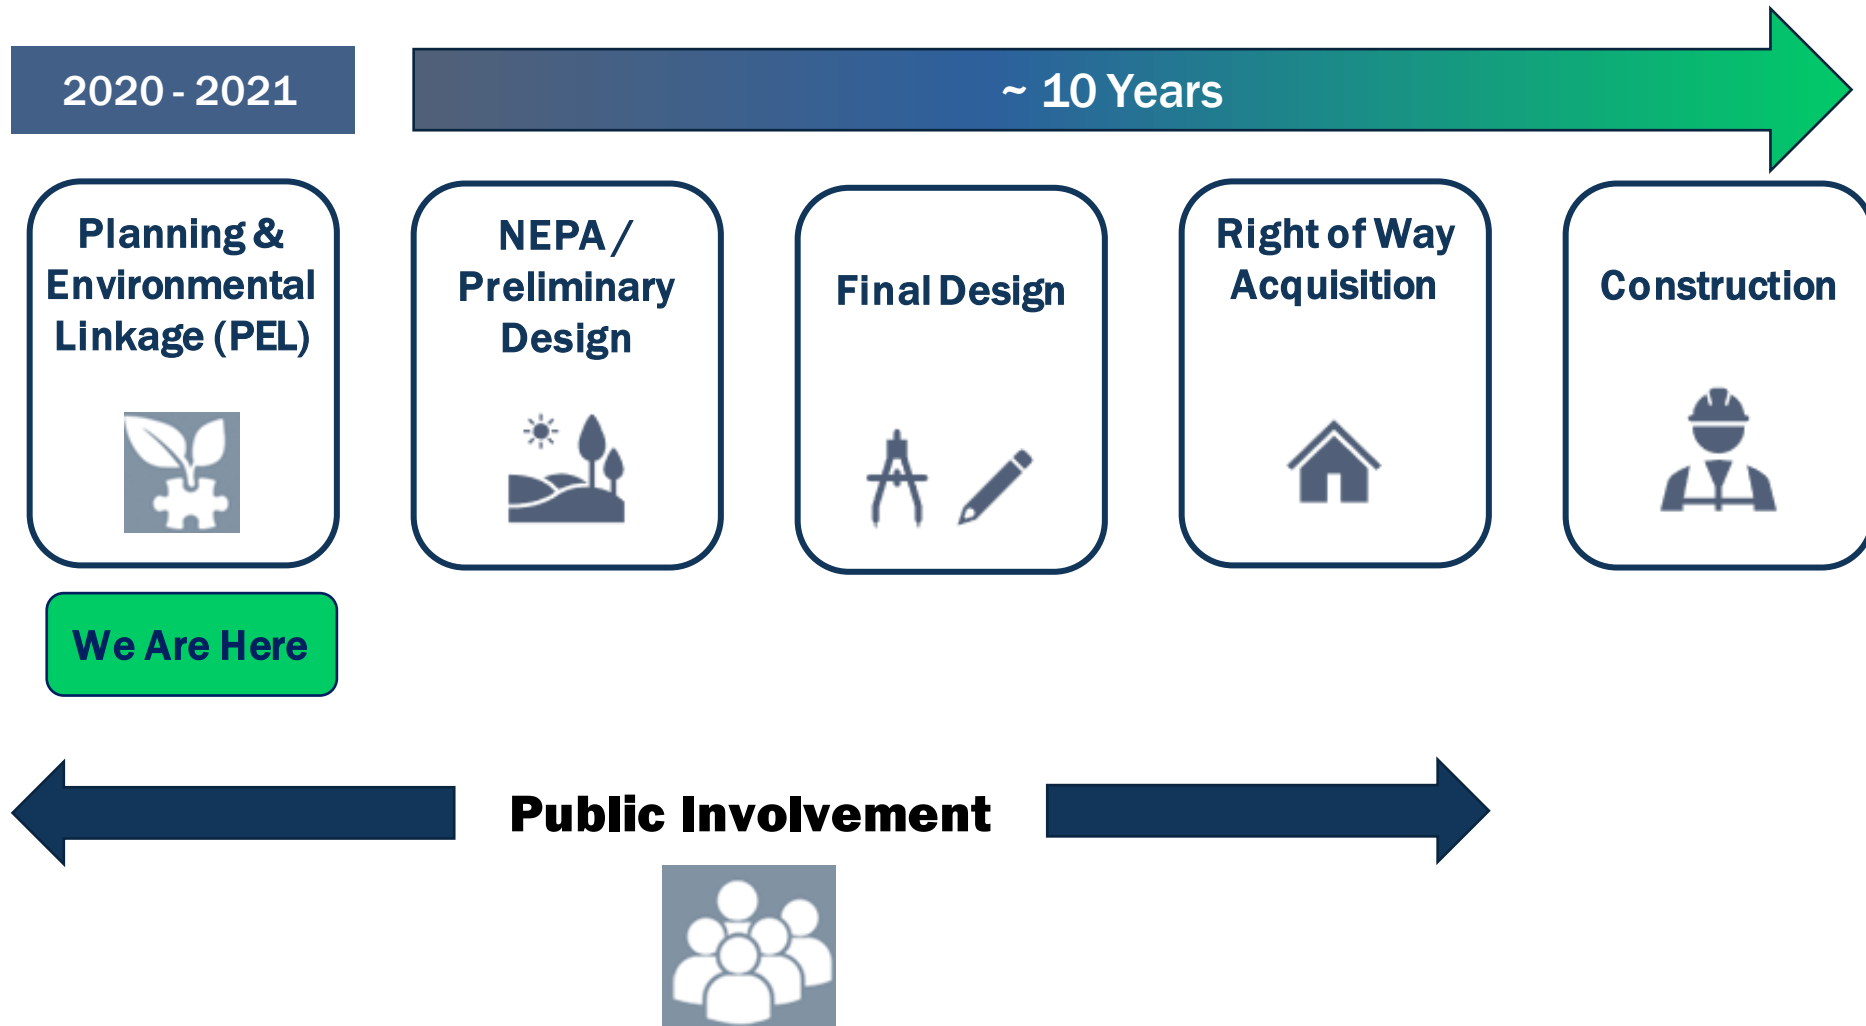 2020 - 2021
~ 10 Years
Planning &
Environmental
Linkage (PEL)
NEPA /
Preliminary
Design
Final Design
Right of Way
Acquisition
Construction
We Are Here
Public Involvement